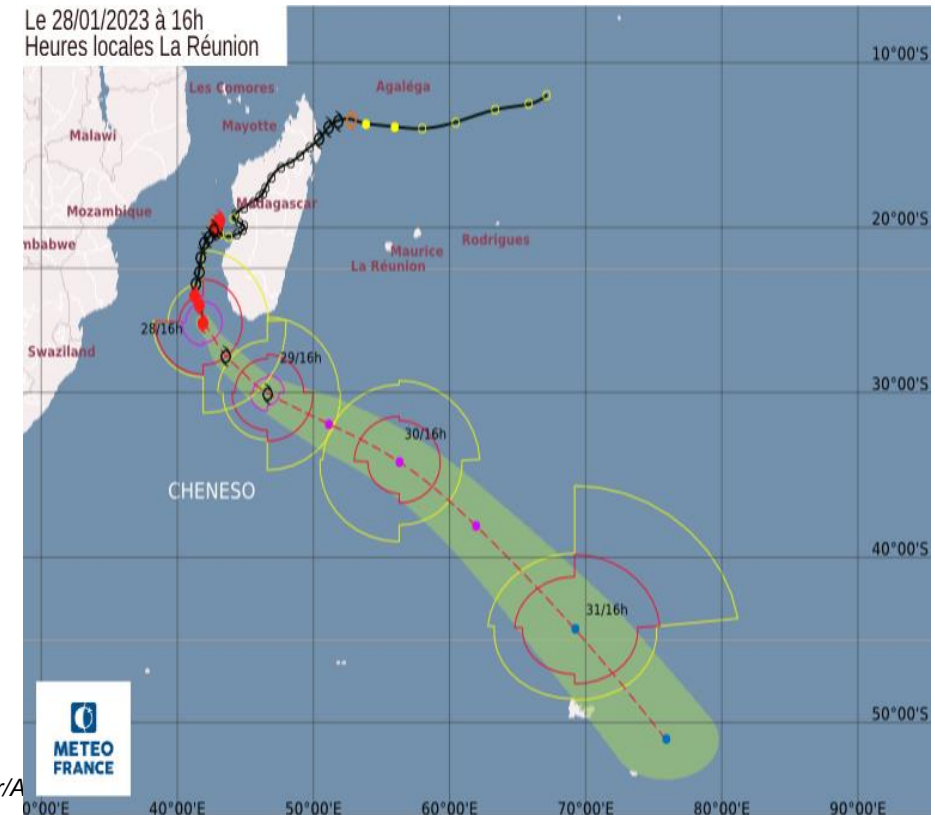 Le 28/01/2023 à 16h
Heures locales La Réunion
10°00'S
Les Comores
Agaléga
Mayotte
Malawi
Mozambique
Madagascar
20°00'S
mbabwe
Rodrigues
Maurice
La Réunion
28/16h
Swaziland
29/16h
30°00'S
30/16h
CHENESO
40°00'S
31/16h
50°00'S
METEO
FRANCE
r/A
0°00'E 40°00'E 50°00'E 60°00'E 70°00'E 80°00'E 90°00'E